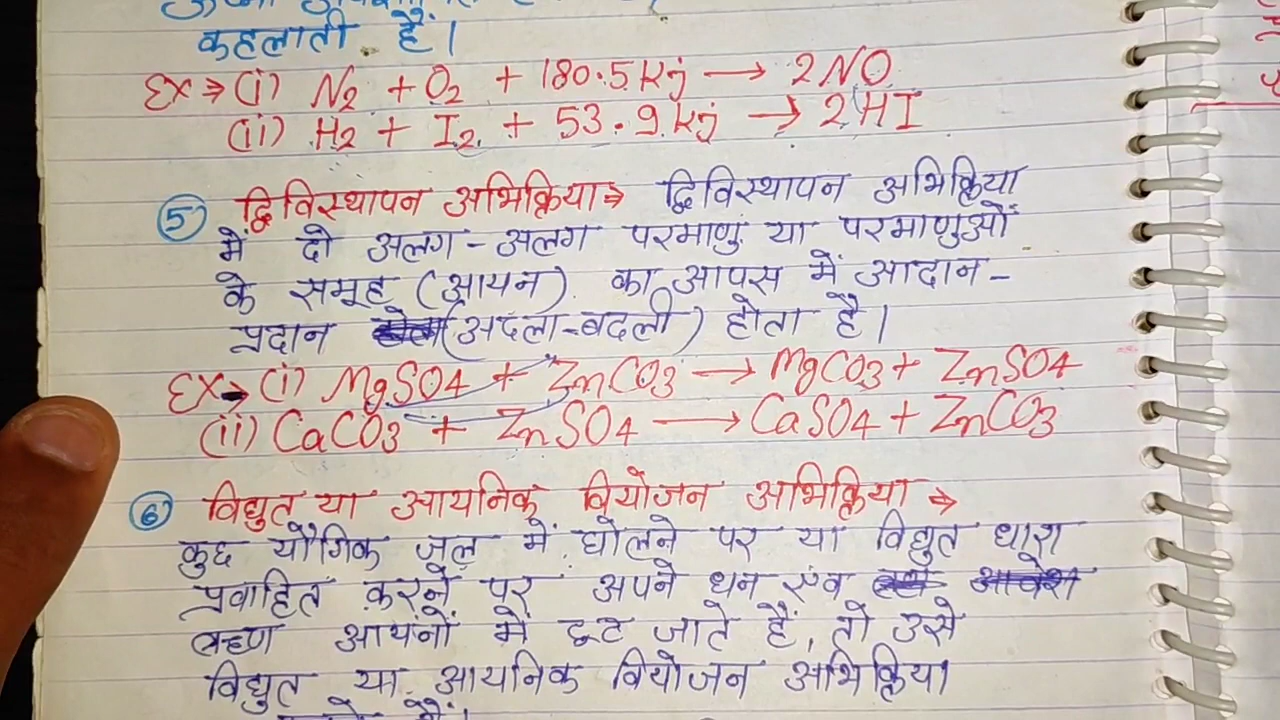 कहलाती है।
Ex⇒ (i) N₂ + O₂ + 180.5 kj → 2NO
(ii) H₂ + I₂ + 53.9 kj → 2HI
⑤ द्विविस्थापन अभिक्रिया⇒ द्विविस्थापन अभिक्रिया
में दो अलग-अलग परमाणु या परमाणुओं
के समूह (आयन) का आपस में आदान-
प्रदान (अदला-बदली) होता है।
Ex→ (i) MgSO4 + ZnCO3 → MgCO3 + ZnSO4
(ii) CaCO3 + ZnSO4 → CaSO4 + ZnCO3
⑥ विद्युत या आयनिक वियोजन अभिक्रिया ⇒
कुछ यौगिक जल में घोलने पर या विद्युत धारा
प्रवाहित करने पर अपने धन एंव
ऋण आयनों में टूट जाते हैं, तो उसे
विद्युत या आयनिक वियोजन अभिक्रिया